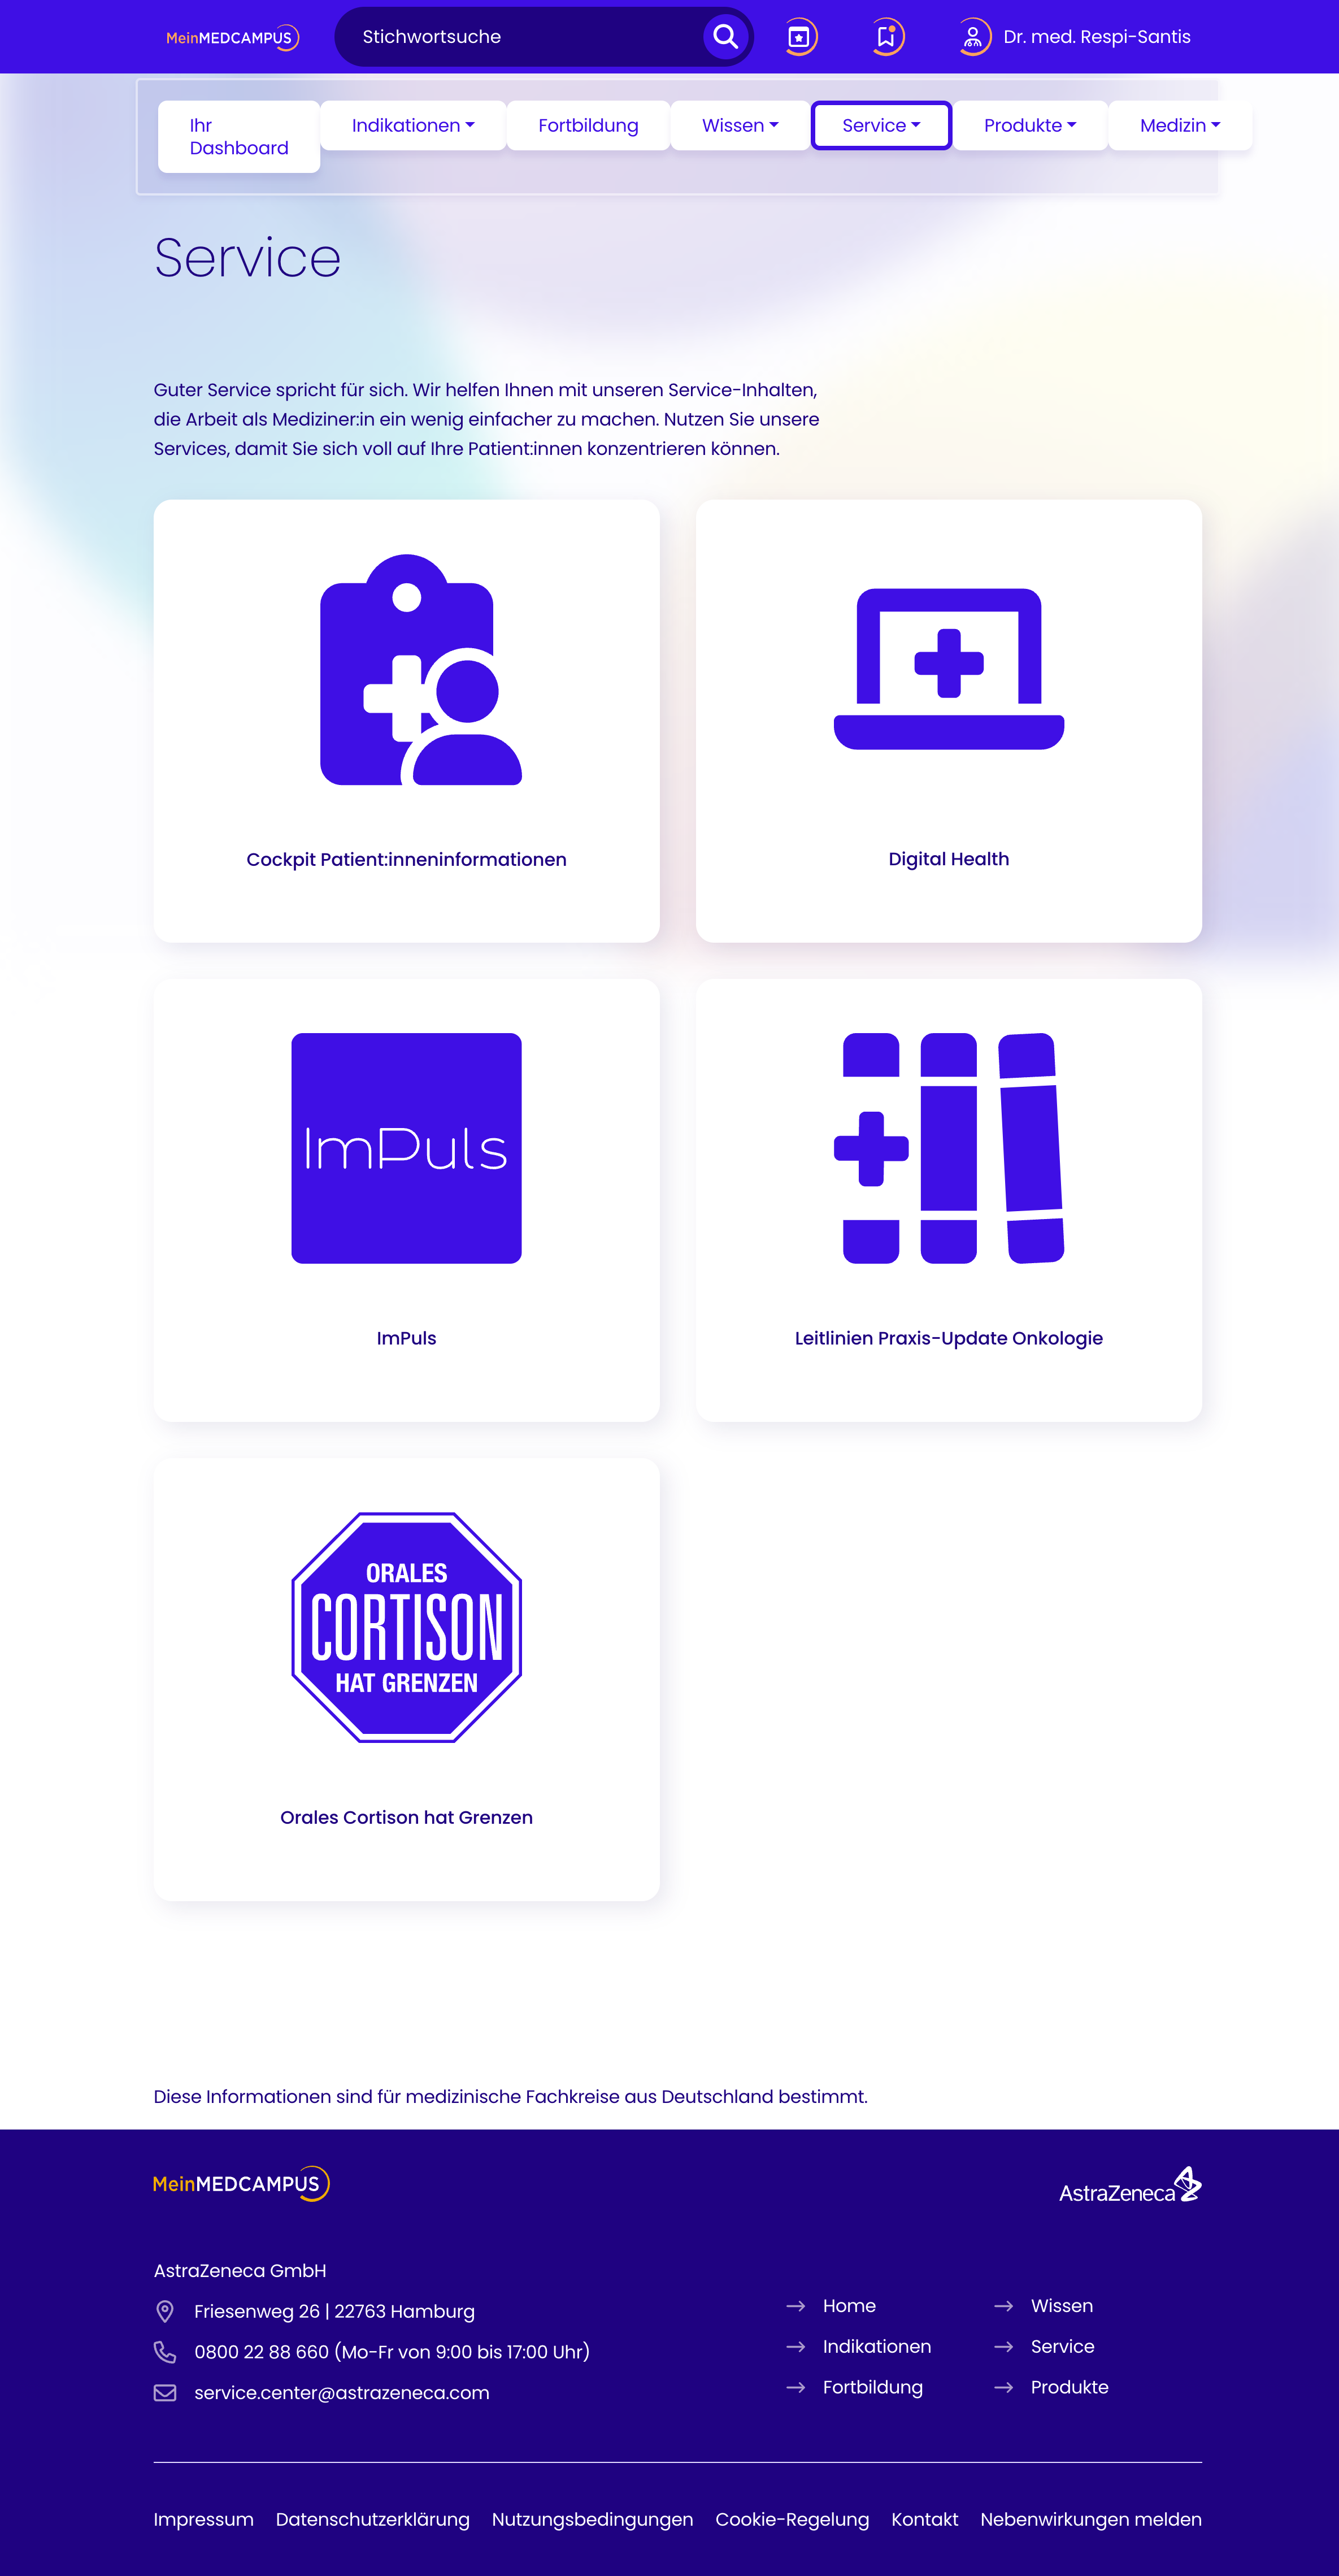 MeinMEDCAMPUS
Stichwortsuche
Dr. med. Respi-Santis
Ihr
Dashboard
Indikationen
Fortbildung
Wissen
Service
Produkte
Medizin
Service
Guter Service spricht für sich. Wir helfen Ihnen mit unseren Service-Inhalten,
die Arbeit als Mediziner:in ein wenig einfacher zu machen. Nutzen Sie unsere
Services, damit Sie sich voll auf Ihre Patient:innen konzentrieren können.
Cockpit Patient:inneninformationen
Digital Health
ImPuls
ImPuls
Leitlinien Praxis-Update Onkologie
ORALES
CORTISON
HAT GRENZEN
Orales Cortison hat Grenzen
Diese Informationen sind für medizinische Fachkreise aus Deutschland bestimmt.
MeinMEDCAMPUS
AstraZeneca
AstraZeneca GmbH
Friesenweg 26 | 22763 Hamburg
0800 22 88 660 (Mo-Fr von 9:00 bis 17:00 Uhr)
service.center@astrazeneca.com
Home
Indikationen
Fortbildung
Wissen
Service
Produkte
Impressum Datenschutzerklärung Nutzungsbedingungen Cookie-Regelung Kontakt Nebenwirkungen melden